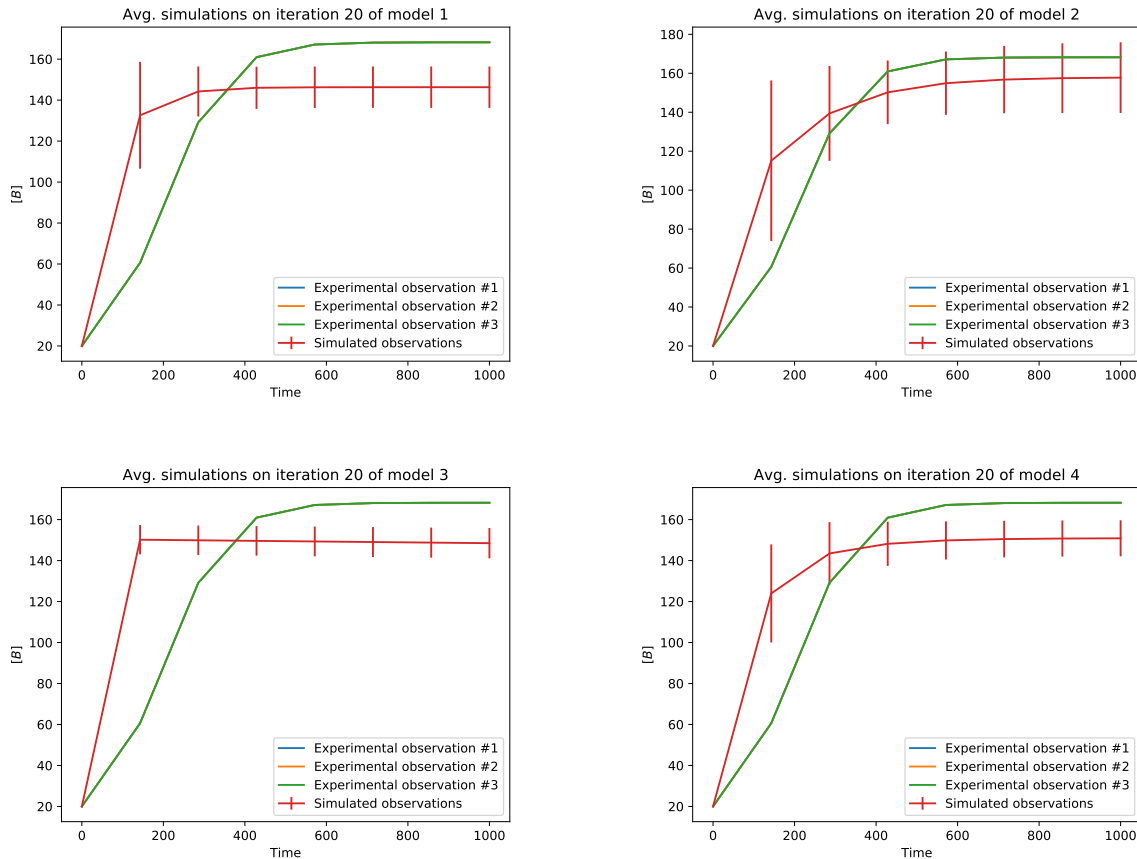 Avg. simulations on iteration 20 of model 1
160
140
120
100
80
60
40
20
[B]
0 200 400 600 800 1000
Time
Experimental observation #1
Experimental observation #2
Experimental observation #3
Simulated observations
Avg. simulations on iteration 20 of model 2
180
160
140
120
100
80
60
40
20
[B]
0 200 400 600 800 1000
Time
Experimental observation #1
Experimental observation #2
Experimental observation #3
Simulated observations
Avg. simulations on iteration 20 of model 3
160
140
120
100
80
60
40
20
[B]
0 200 400 600 800 1000
Time
Experimental observation #1
Experimental observation #2
Experimental observation #3
Simulated observations
Avg. simulations on iteration 20 of model 4
160
140
120
100
80
60
40
20
[B]
0 200 400 600 800 1000
Time
Experimental observation #1
Experimental observation #2
Experimental observation #3
Simulated observations